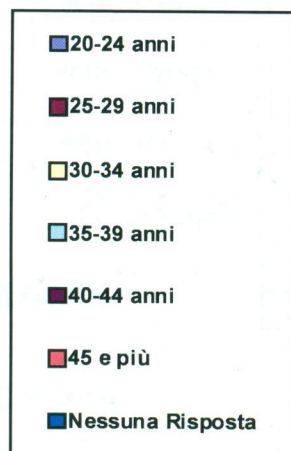 20-24 anni
25-29 anni
30-34 anni
35-39 anni
40-44 anni
45 e più
Nessuna Risposta